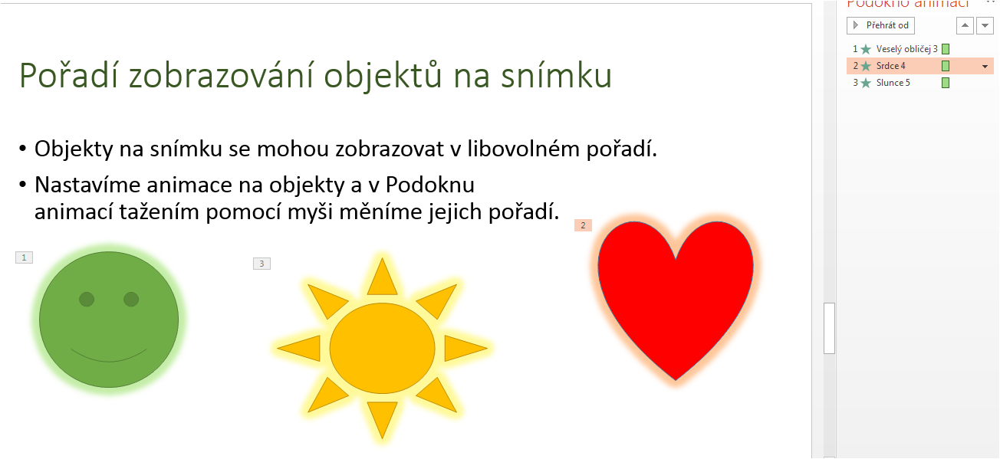 Pořadí zobrazování objektů na snímku
• Objekty na snímku se mohou zobrazovat v libovolném pořadí.
• Nastavíme animace na objekty a v Podoknu
animací tažením pomocí myši měníme jejich pořadí.
1
3
2
Podokno animací
Přehrát od
1 Veselý obličej 3
2 Srdce 4
3 Slunce 5